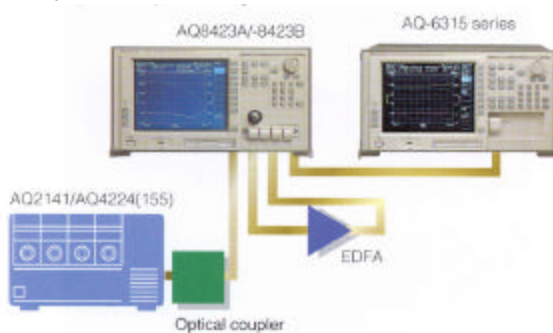 AQ8423A/-8423B
AQ-6315 series
AQ2141/AQ4224(155)
EDFA
Optical coupler